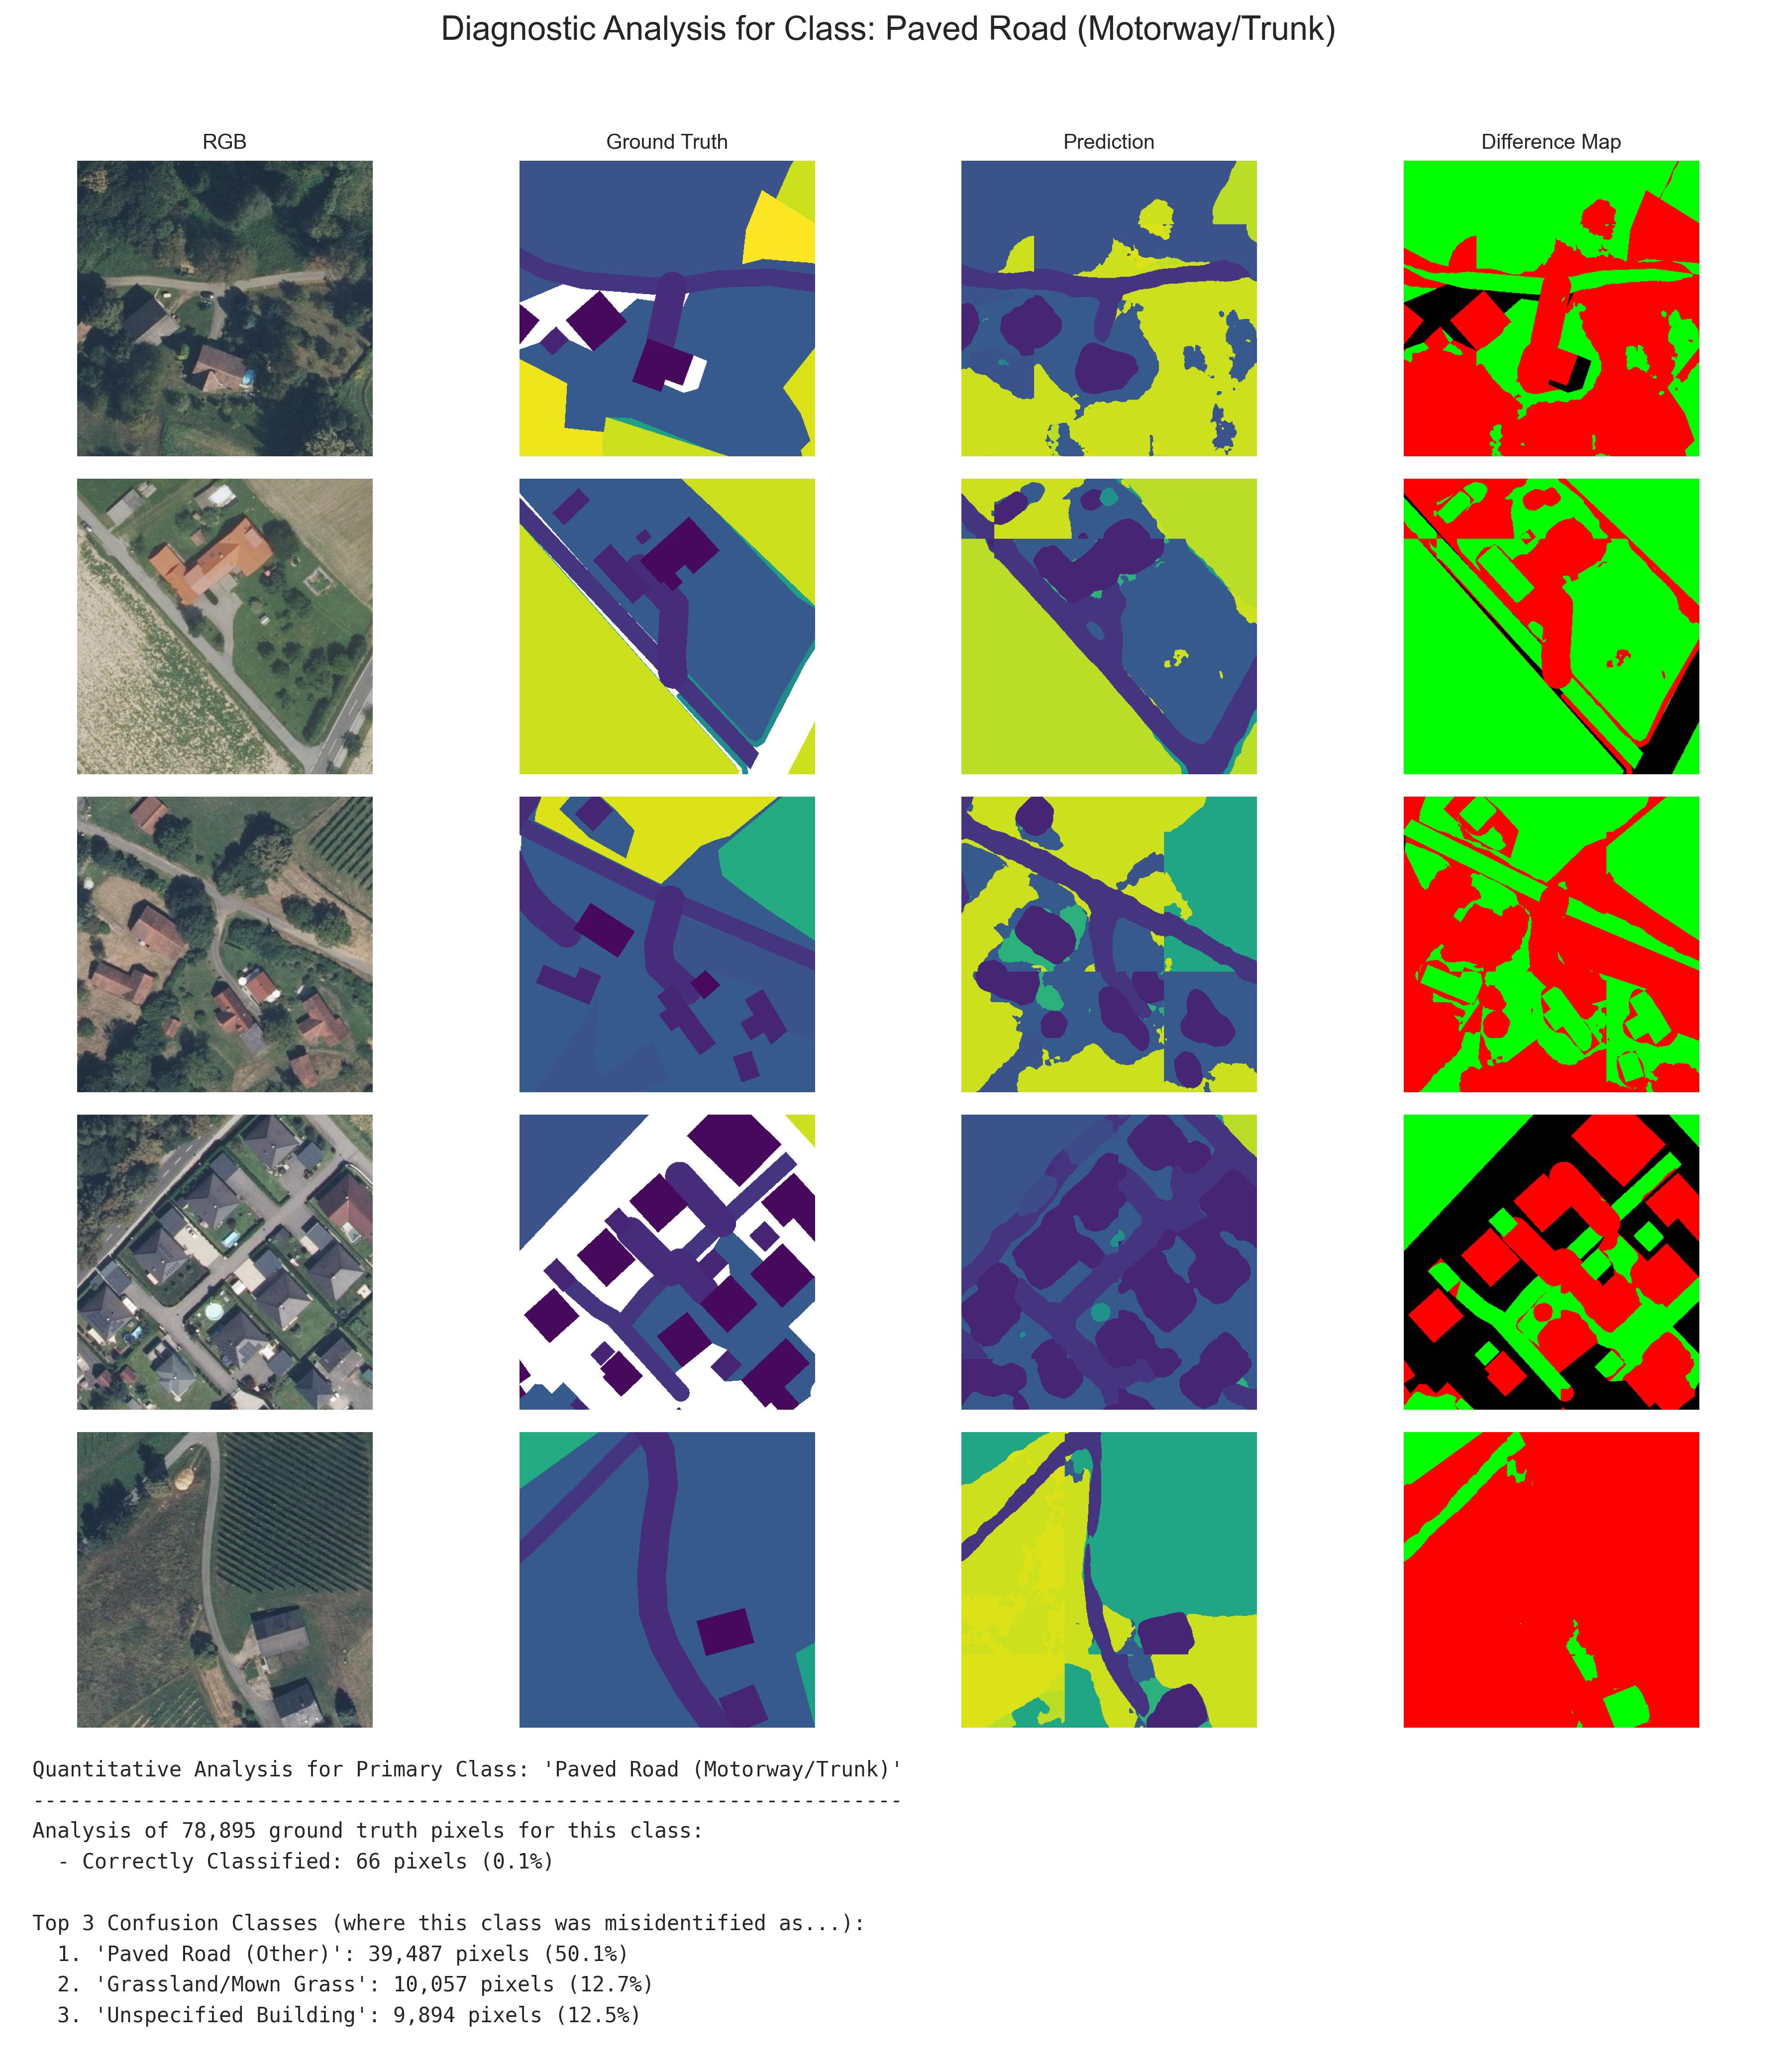 Diagnostic Analysis for Class: Paved Road (Motorway/Trunk)
RGB
Ground Truth
Prediction
Difference Map
Quantitative Analysis for Primary Class: 'Paved Road (Motorway/Trunk)'
----------------------------------------------------------------------
Analysis of 78,895 ground truth pixels for this class:
- Correctly Classified: 66 pixels (0.1%)
Top 3 Confusion Classes (where this class was misidentified as...):
1. 'Paved Road (Other)': 39,487 pixels (50.1%)
2. 'Grassland/Mown Grass': 10,057 pixels (12.7%)
3. 'Unspecified Building': 9,894 pixels (12.5%)